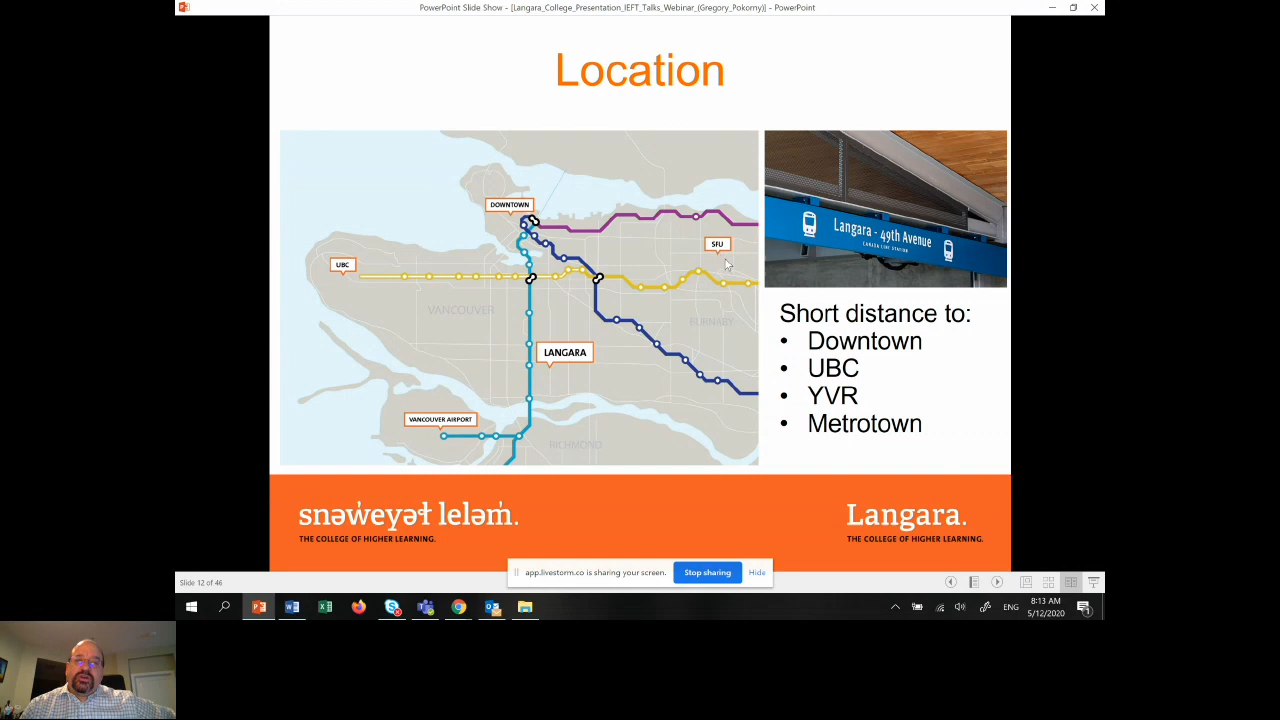 PowerPoint Slide Show - [Langara_College_Presentation_IEFT_Talks_Webinar_(Gregory_Pokorny)] - PowerPoint
Location
DOWNTOWN
SFU
UBC
VANCOUVER
BURNABY
LANGARA
VANCOUVER AIRPORT
RICHMOND
Langara - 49th Avenue
CANADA LINE STATION
Short distance to:
• Downtown
• UBC
• YVR
• Metrotown
snəw̓eyəɬ leləm̓.
THE COLLEGE OF HIGHER LEARNING.
Langara.
THE COLLEGE OF HIGHER LEARNING.
app.livestorm.co is sharing your screen.
Stop sharing
Hide
Slide 12 of 46
ENG
8:13 AM
5/12/2020